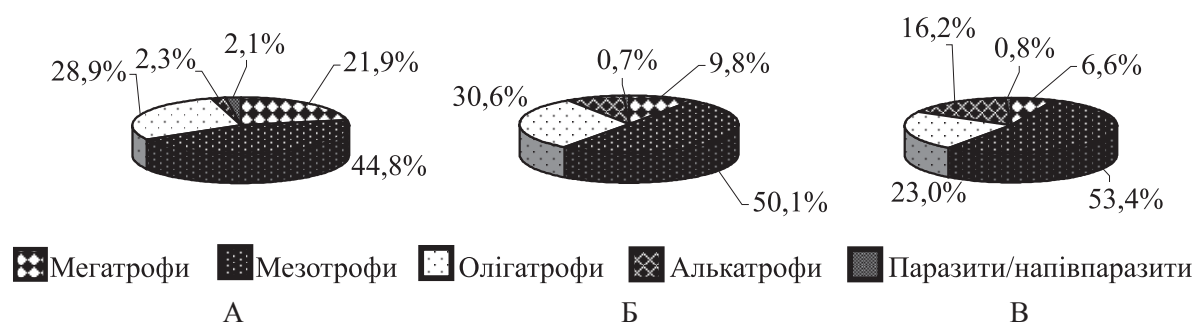 16,2%
2,1% 0,7% 0,8%
28,9% 2,3% 21,9% 9,8% 6,6%
30,6%
44,8%
23,0% 53,4%
50,1%
Мегатрофи Мезотрофи Олігатрофи Алькатрофи Паразити/напівпаразити
А Б В